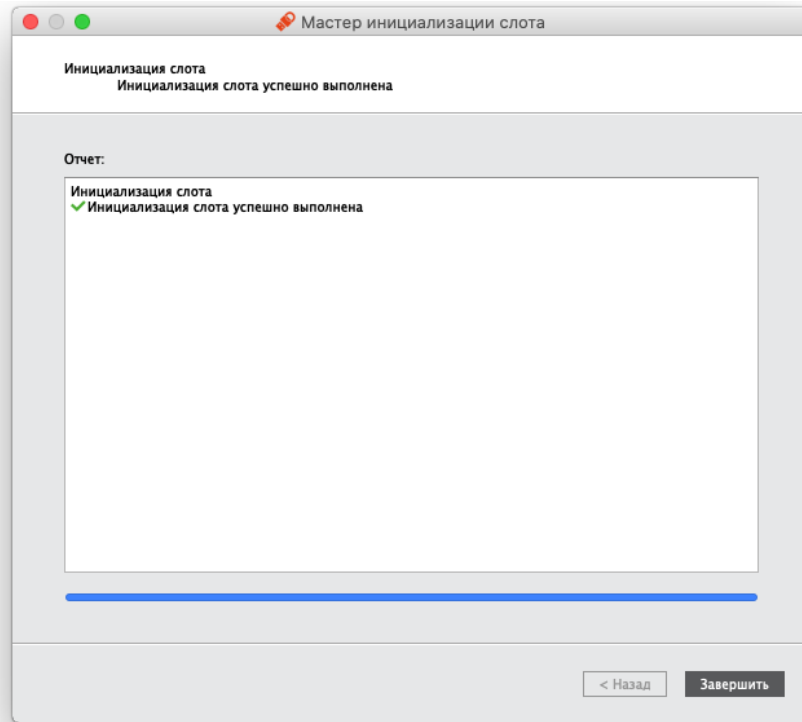 Мастер инициализации слота
Инициализация слота
Инициализация слота успешно выполнена
Отчет:
Инициализация слота
Инициализация слота успешно выполнена
< Назад
Завершить